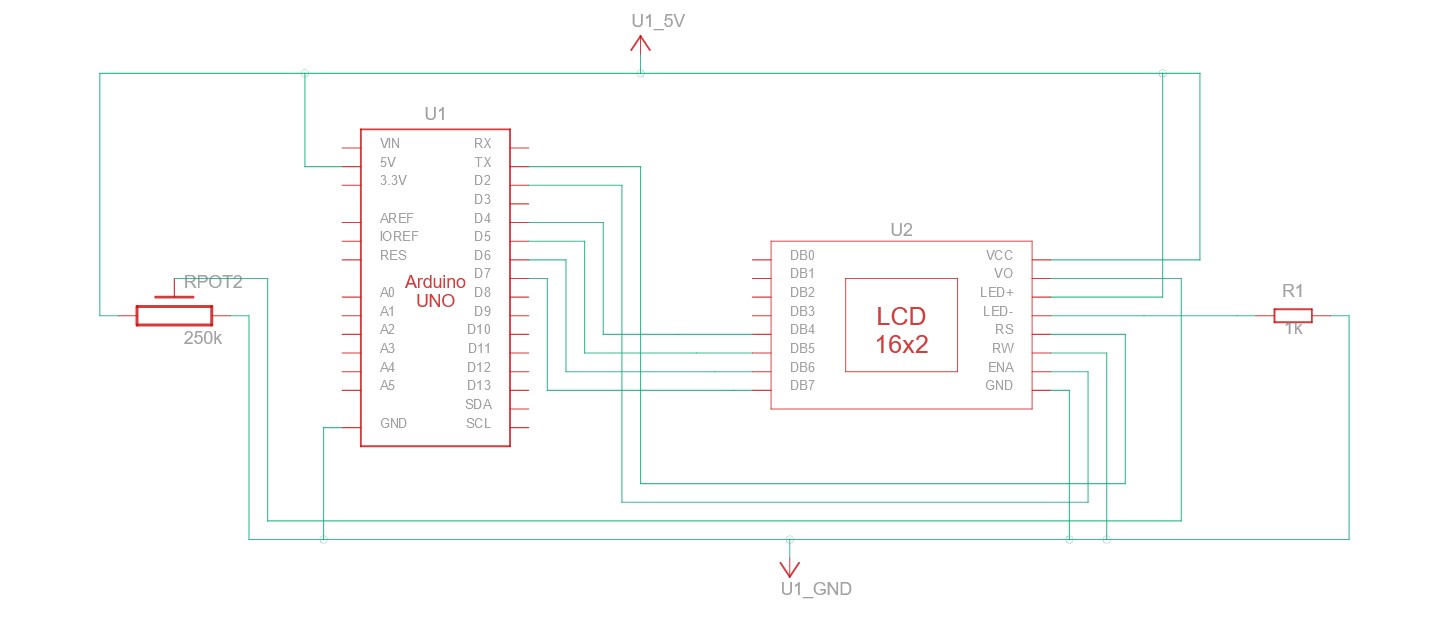 U1_5V
U1
VIN
5V
3.3V
AREF
IOREF
RES
A0
A1
A2
A3
A4
A5
GND
Arduino
UNO
RX
TX
D2
D3
D4
D5
D6
D7
D8
D9
D10
D11
D12
D13
SDA
SCL
RPOT2
250k
U2
DB0
DB1
DB2
DB3
DB4
DB5
DB6
DB7
LCD
16x2
VCC
VO
LED+
LED-
RS
RW
ENA
GND
R1
1k
U1_GND